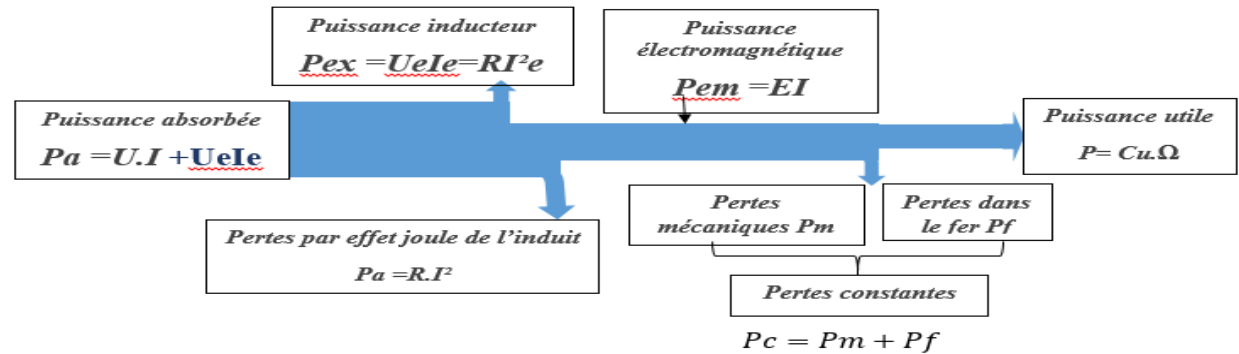 Puissance inducteur
Pex =UeIe=RI²e
Puissance
électromagnétique
Pem =EI
Puissance absorbée
Pa =U.I +UeIe
Puissance utile
P= Cu.Ω
Pertes par effet joule de l'induit
Pa =R.I²
Pertes
mécaniques Pm
Pertes dans
le fer Pf
Pertes constantes
Pc = Pm + Pf